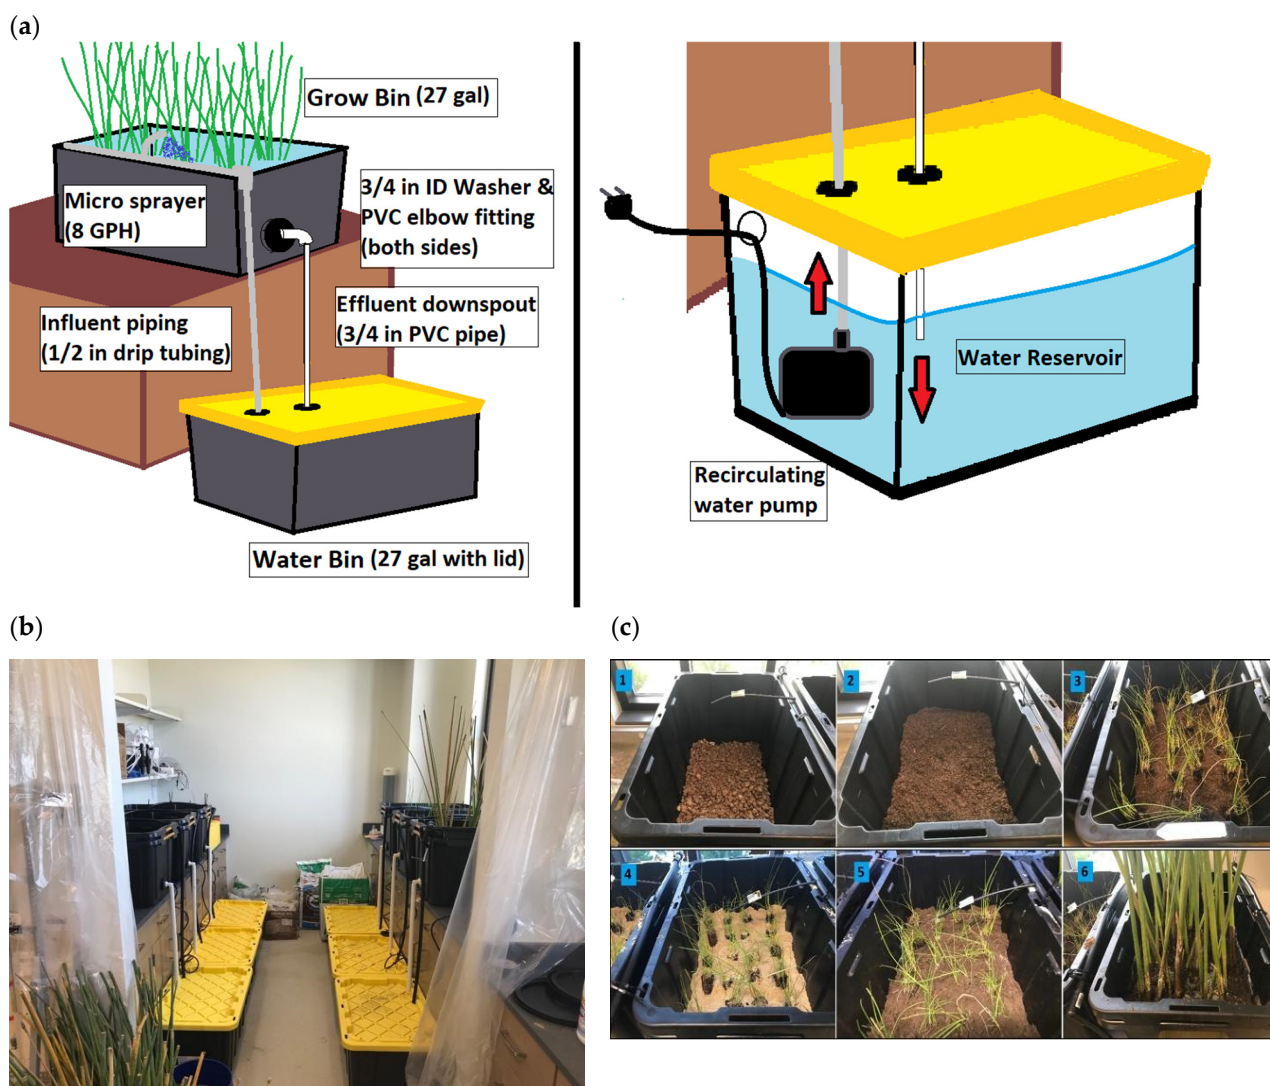 (a)
Grow Bin (27 gal)
Micro sprayer
(8 GPH)
3/4 in ID Washer &
PVC elbow fitting
(both sides)
Influent piping
(1/2 in drip tubing)
Effluent downspout
(3/4 in PVC pipe)
Water Bin (27 gal with lid)
Water Reservoir
Recirculating
water pump
(b)
(c)
1
2
3
4
5
6